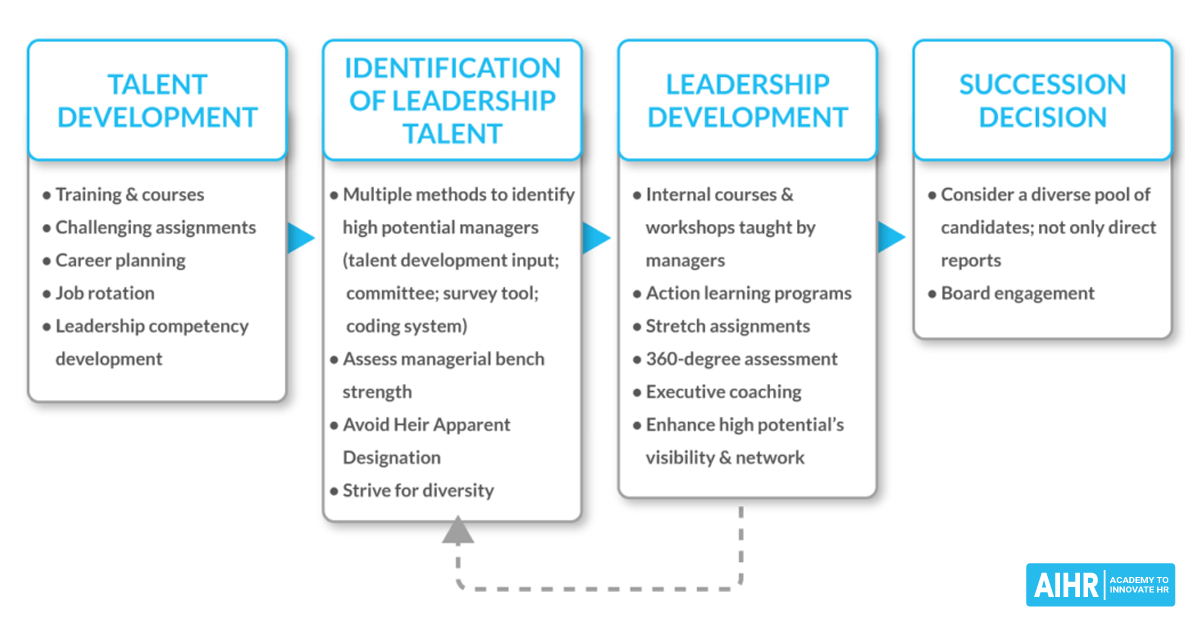 TALENT
DEVELOPMENT
● Training & courses
● Challenging assignments
● Career planning
● Job rotation
● Leadership competency
development
IDENTIFICATION
OF LEADERSHIP
TALENT
● Multiple methods to identify
high potential managers
(talent development input;
committee; survey tool;
coding system)
● Assess managerial bench
strength
● Avoid Heir Apparent
Designation
● Strive for diversity
LEADERSHIP
DEVELOPMENT
● Internal courses &
workshops taught by
managers
● Action learning programs
● Stretch assignments
● 360-degree assessment
● Executive coaching
● Enhance high potential’s
visibility & network
SUCCESSION
DECISION
● Consider a diverse pool of
candidates; not only direct
reports
● Board engagement
AIHR
ACADEMY TO
INNOVATE HR